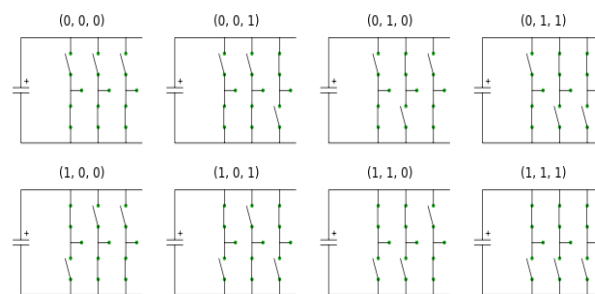 (0, 0, 0) (0, 0, 1) (0, 1, 0) (0, 1, 1)
+ + + +
(1, 0, 0) (1, 0, 1) (1, 1, 0) (1, 1, 1)
+ + + +